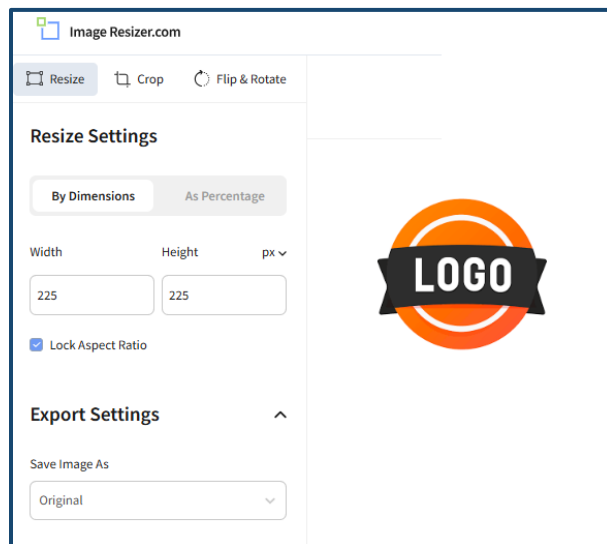 Image Resizer.com
Resize Crop Flip & Rotate
Resize Settings
By Dimensions As Percentage
Width Height px
225 225
Lock Aspect Ratio
LOGO
Export Settings
Save Image As
Original